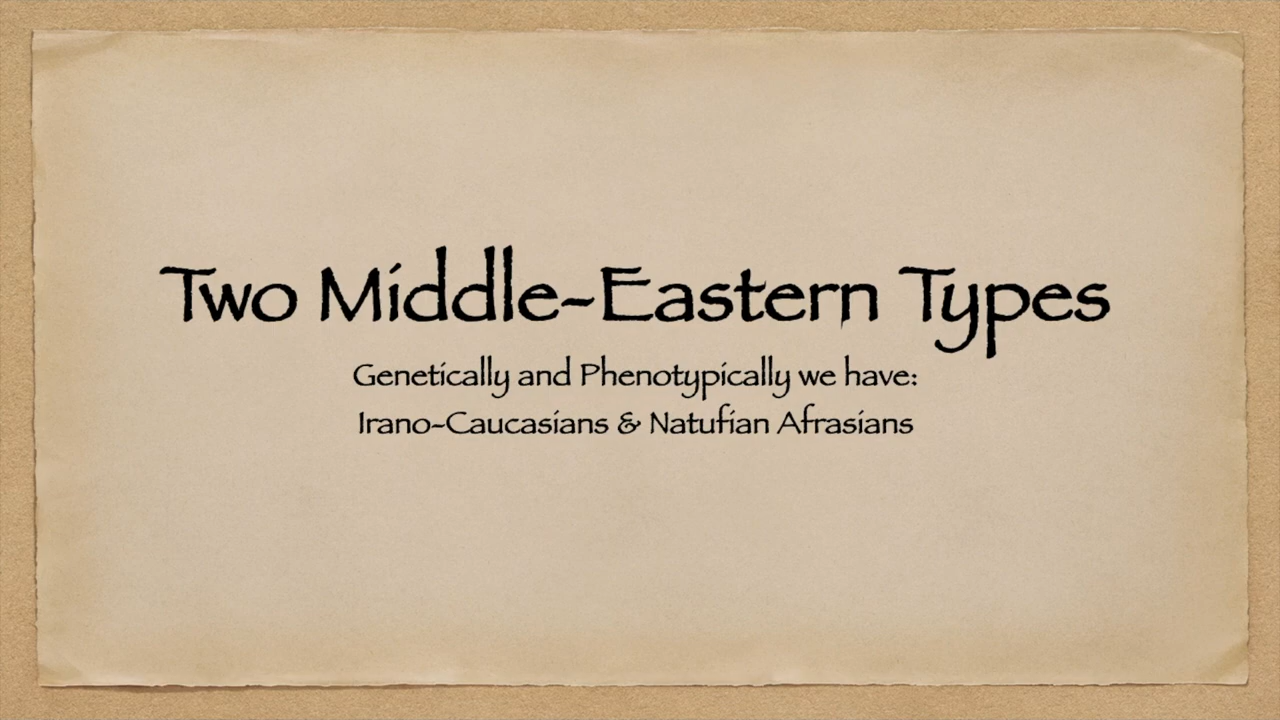 Two Middle-Eastern Types
Genetically and Phenotypically we have:
Irano-Caucasians & Natufian Afrasians